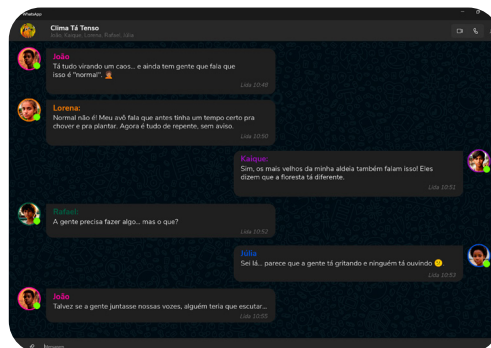 WhatsApp
Clima Tá Tenso
João, Kaique, Lorena, Rafael, Júlia
João
Tá tudo virando um caos... e ainda tem gente que fala que
isso é "normal". 🤦
Lida 10:49
Lorena:
Normal não é! Meu avô fala que antes tinha um tempo certo pra
chover e pra plantar. Agora é tudo de repente, sem aviso.
Lida 10:50
Kaique:
Sim, os mais velhos da minha aldeia também falam isso! Eles
dizem que a floresta tá diferente.
Lida 10:51
Rafael:
A gente precisa fazer algo... mas o que?
Lida 10:52
Júlia
Sei lá... parece que a gente tá gritando e ninguém tá ouvindo 😕.
Lida 10:53
João
Talvez se a gente juntasse nossas vozes, alguém teria que escutar...
Lida 10:55